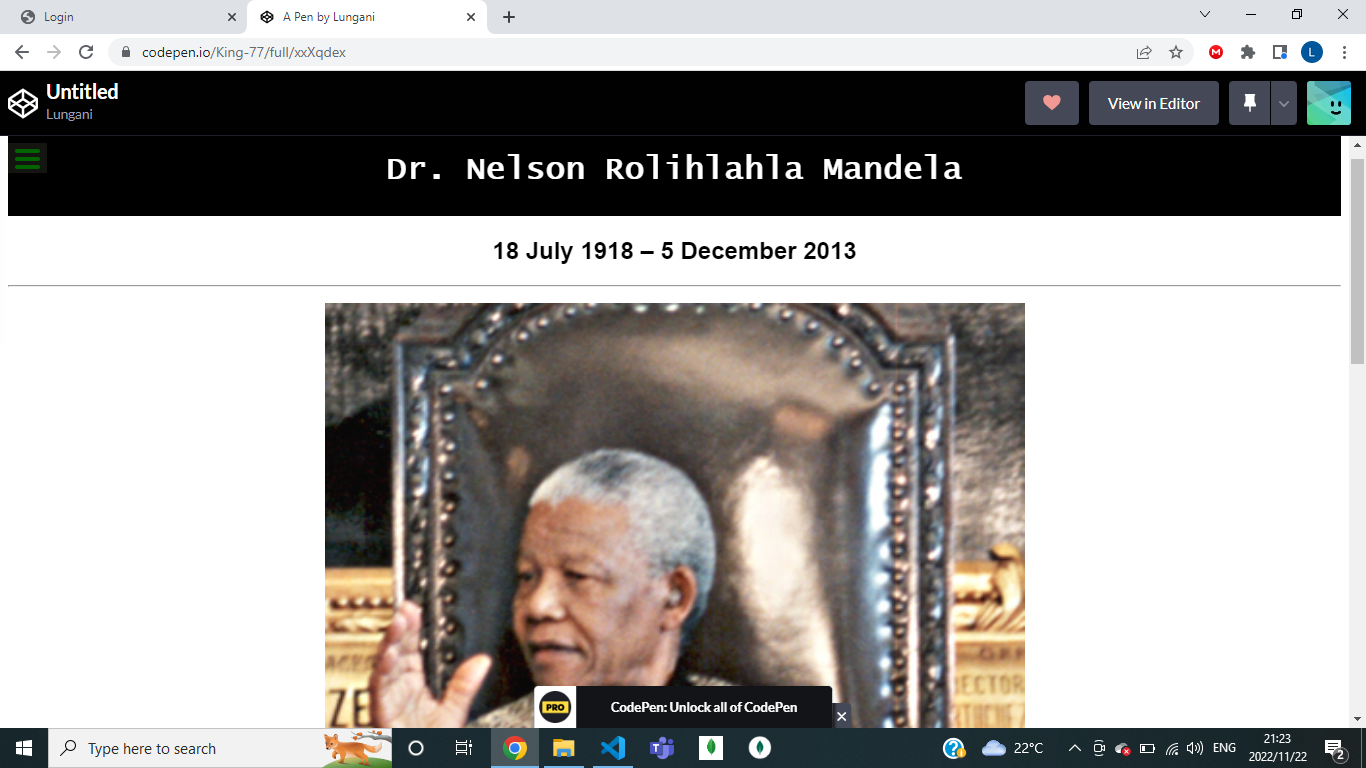 Login
A Pen by Lungani
codepen.io/King-77/full/xxXqdex
L
Untitled
Lungani
View in Editor
Dr. Nelson Rolihlahla Mandela
18 July 1918 – 5 December 2013
ZE
ECTOR
PRO
CodePen: Unlock all of CodePen
Type here to search
22°C
ENG
21:23
2022/11/22
2